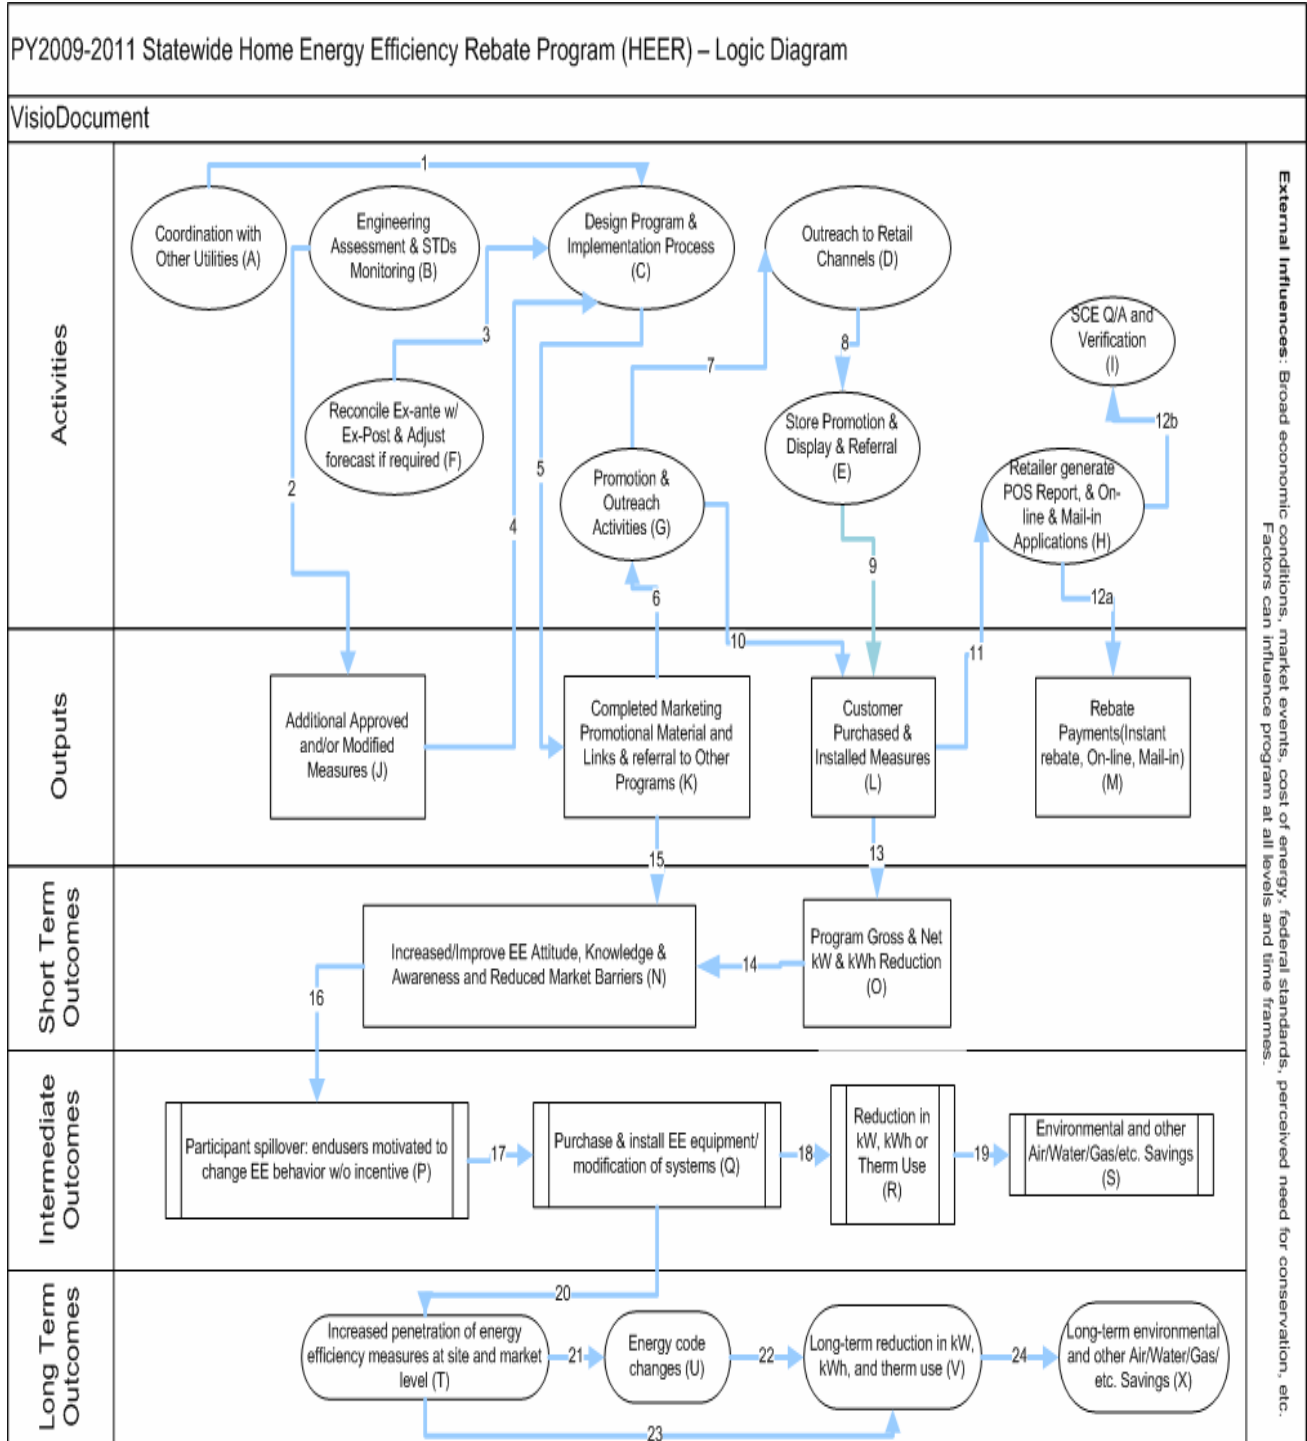 PY2009-2011 Statewide Home Energy Efficiency Rebate Program (HEER) – Logic Diagram
VisioDocument
Activities
1
Coordination with
Other Utilities (A)
Engineering
Assessment & STDs
Monitoring (B)
Design Program &
Implementation Process
(C)
Outreach to Retail
Channels (D)
3
8
7
SCE Q/A and
Verification
(I)
Reconcile Ex-ante w/
Ex-Post & Adjust
forecast if required (F)
Store Promotion &
Display & Referral
(E)
12b
2
5
4
Promotion &
Outreach
Activities (G)
Retailer generate
POS Report, & On-
line & Mail-in
Applications (H)
9
6
12a
Outputs
10
11
Additional Approved
and/or Modified
Measures (J)
Completed Marketing
Promotional Material and
Links & referral to Other
Programs (K)
Customer
Purchased &
Installed Measures
(L)
Rebate
Payments(Instant
rebate, On-line, Mail-in)
(M)
15
13
Short Term
Outcomes
Increased/Improve EE Attitude, Knowledge &
Awareness and Reduced Market Barriers (N)
14
Program Gross & Net
kW & kWh Reduction
(O)
16
Intermediate
Outcomes
Participant spillover: endusers motivated to
change EE behavior w/o incentive (P)
17
Purchase & install EE equipment/
modification of systems (Q)
18
Reduction in
kW, kWh or
Therm Use
(R)
19
Environmental and other
Air/Water/Gas/etc. Savings
(S)
Long Term
Outcomes
20
Increased penetration of energy
efficiency measures at site and market
level (T)
21
Energy code
changes (U)
22
Long-term reduction in kW,
kWh, and therm use (V)
24
Long-term environmental
and other Air/Water/Gas/
etc. Savings (X)
23
External Influences: Broad economic conditions, market events, cost of energy, federal standards, perceived need for conservation, etc.
Factors can influence program at all levels and time frames.